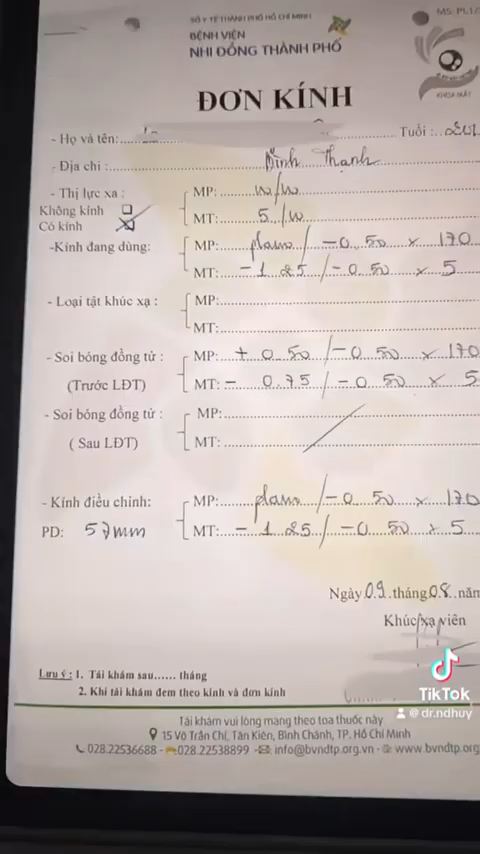 SỞ Y TẾ THÀNH PHỐ HỒ CHÍ MINH
BỆNH VIỆN
NHI ĐỒNG THÀNH PHỐ
MS: PL1/
KHOA MẮT
ĐƠN KÍNH
- Họ và tên: Tuổi :
- Địa chỉ : Bình Thạnh
- Thị lực xa :
Không kính
Có kính
MP: 10/10
MT: 5/10
-Kính đang dùng:
MP: plano / -0.50 x 170
MT: -1.25 / -0.50 x 5
- Loại tật khúc xạ :
MP:
MT:
- Soi bóng đồng tử :
(Trước LĐT)
MP: +0.50 / -0.50 x 170
MT: -0.75 / -0.50 x 5
- Soi bóng đồng tử :
( Sau LĐT)
MP:
MT:
- Kính điều chỉnh:
MP: plano / -0.50 x 170
MT: -1.25 / -0.50 x 5
PD: 57mm
Ngày 09 tháng 08 năm
Khúc xạ viên
Lưu ý : 1. Tái khám sau...... tháng
2. Khi tái khám đem theo kính và đơn kính
TikTok
@dr.ndhuy
Tái khám vui lòng mang theo toa thuốc này
15 Võ Trần Chí, Tân Kiên, Bình Chánh, TP. Hồ Chí Minh
028.22536688 - 028.22538899 - info@bvndtp.org.vn - www.bvndtp.org